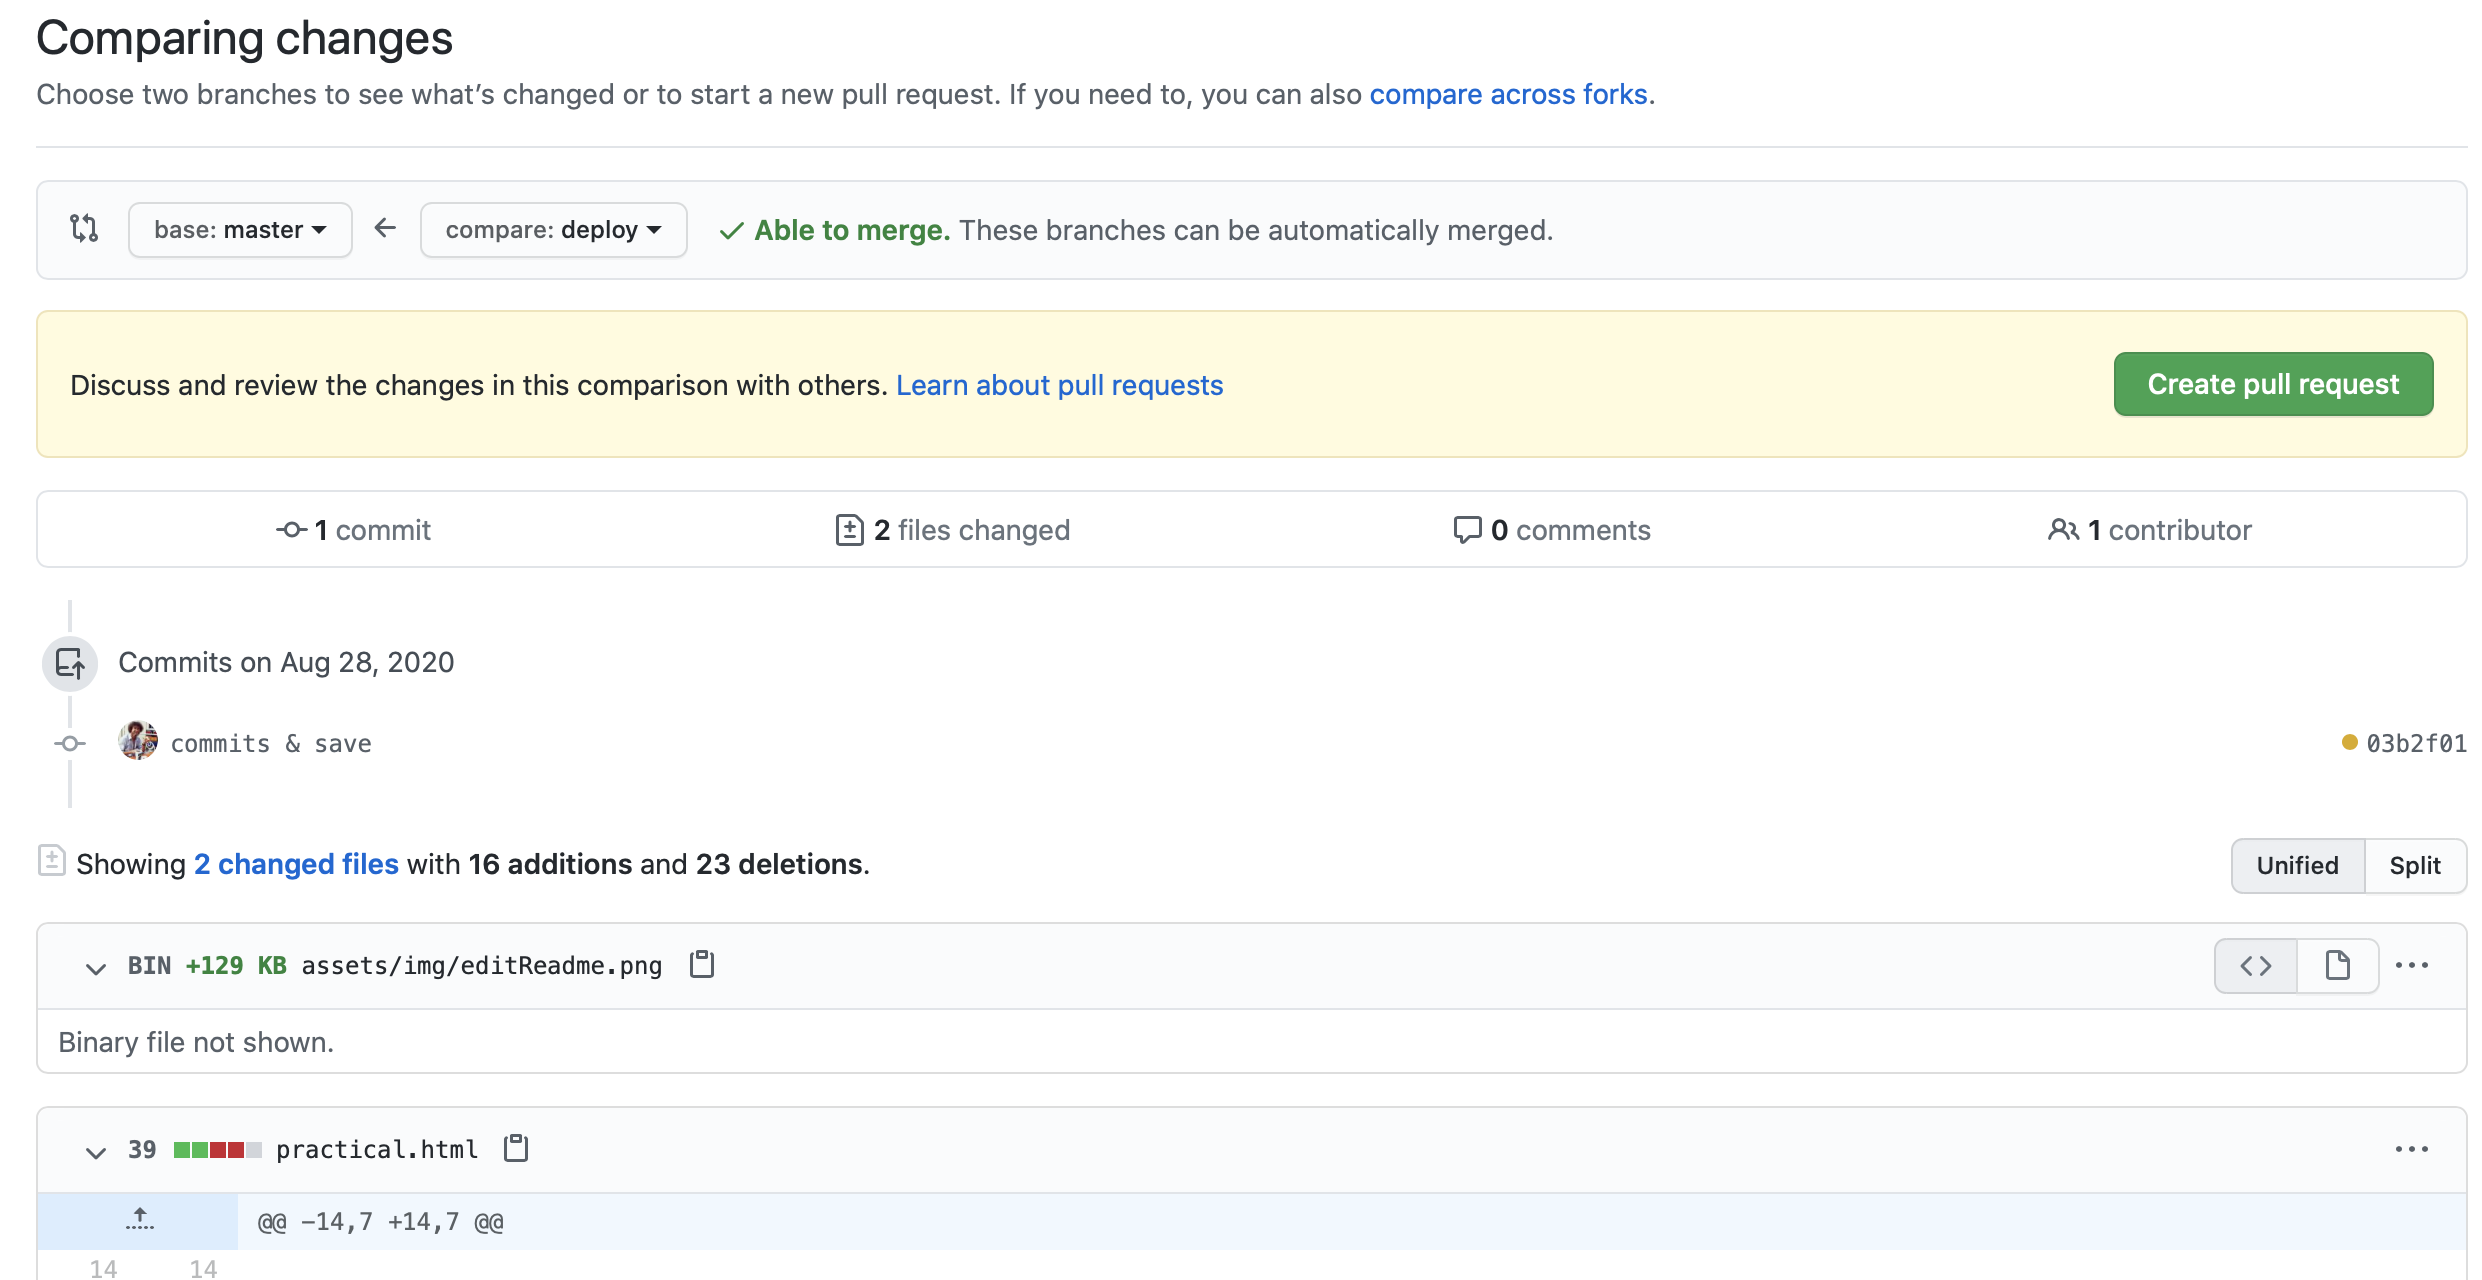 Comparing changes
Choose two branches to see what’s changed or to start a new pull request. If you need to, you can also compare across forks.
base: master compare: deploy Able to merge. These branches can be automatically merged.
Discuss and review the changes in this comparison with others. Learn about pull requests Create pull request
1 commit 2 files changed 0 comments 1 contributor
Commits on Aug 28, 2020
commits & save 03b2f01
Showing 2 changed files with 16 additions and 23 deletions. Unified Split
BIN +129 KB assets/img/editReadme.png
Binary file not shown.
39 practical.html
@@ −14,7 +14,7 @@
14 14